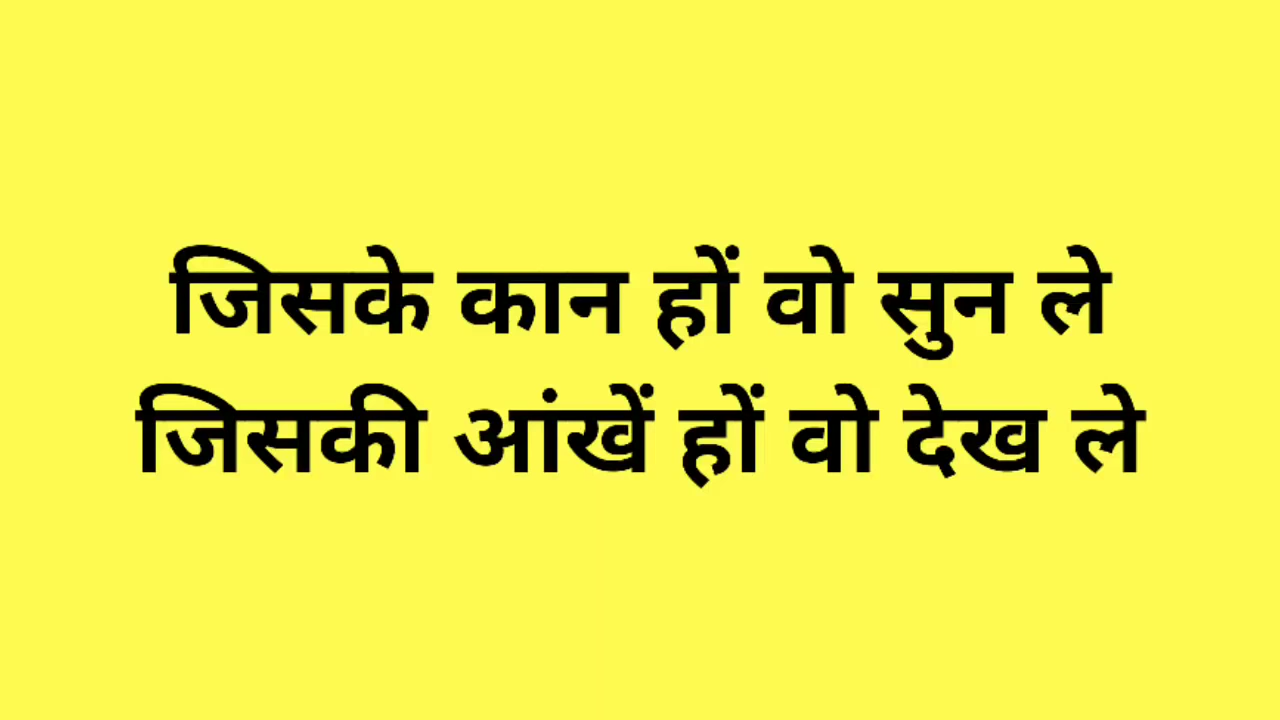 जिसके कान हों वो सुन ले
जिसकी आंखें हों वो देख ले